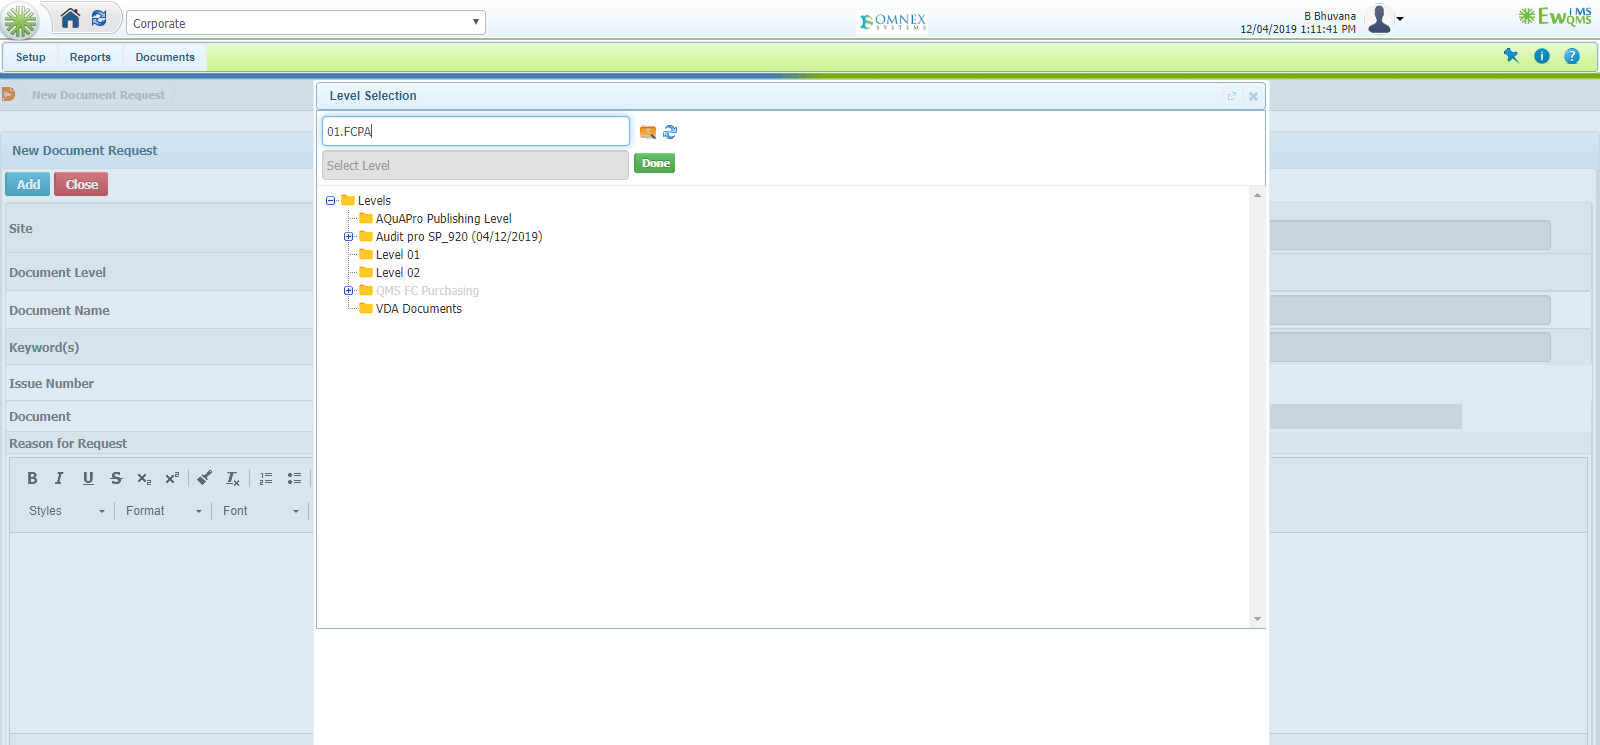 Corporate
OMNEX
SYSTEMS
B Bhuvana
12/04/2019 1:11:41 PM
EwQMS
IMS
Setup
Reports
Documents
New Document Request
Level Selection
01.FCPA
New Document Request
Select Level
Done
Add
Close
Levels
AQuAPro Publishing Level
Site
Audit pro SP_920 (04/12/2019)
Level 01
Document Level
Level 02
QMS FC Purchasing
Document Name
VDA Documents
Keyword(s)
Issue Number
Document
Reason for Request
B I U S x₂ x² Tx
Styles
Format
Font